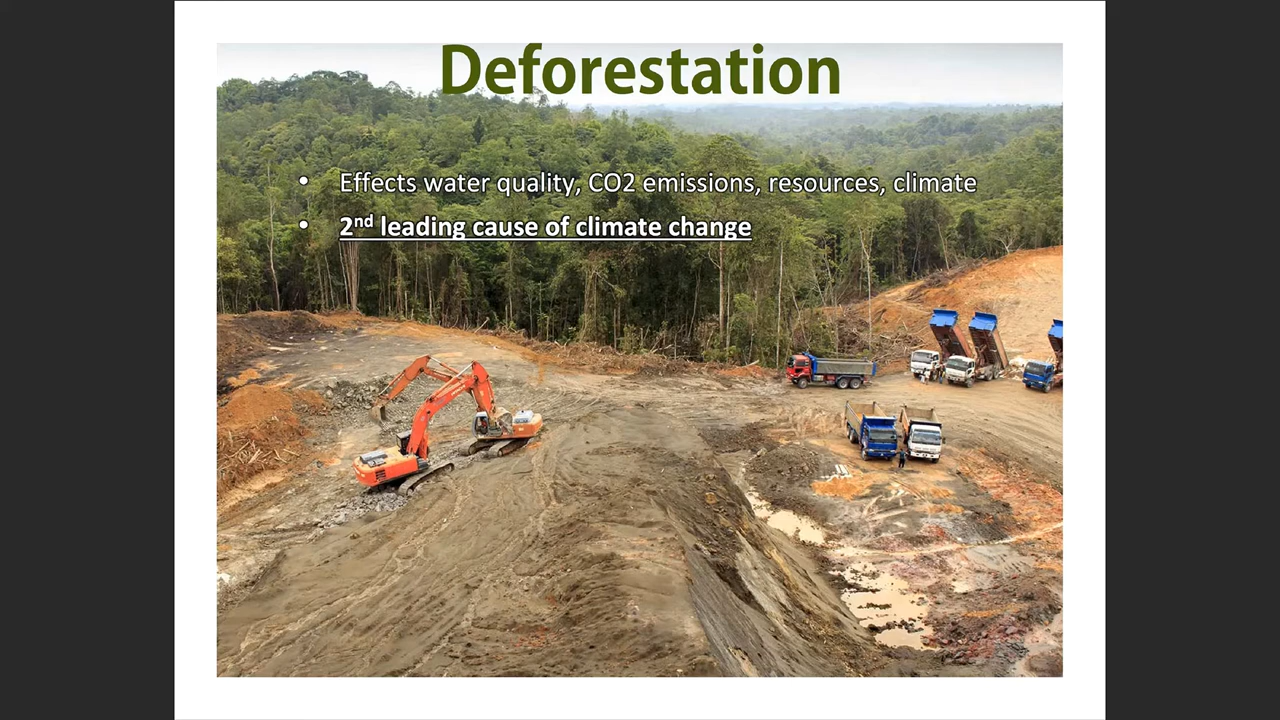 Deforestation
• Effects water quality, CO2 emissions, resources, climate
• 2nd leading cause of climate change